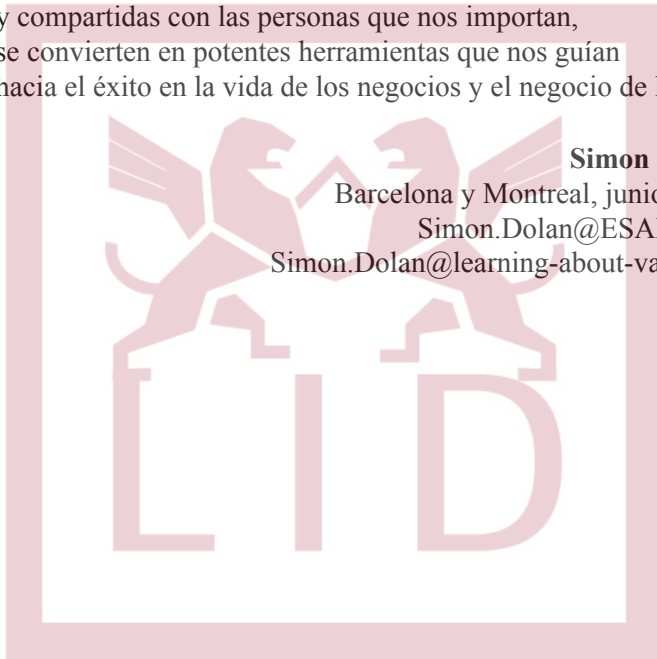 y compartidas con las personas que nos importan,
se convierten en potentes herramientas que nos guían
hacia el éxito en la vida de los negocios y el negocio de
Simon
Barcelona y Montreal, junio
Simon.Dolan@ESA
Simon.Dolan@learning-about-va
LID